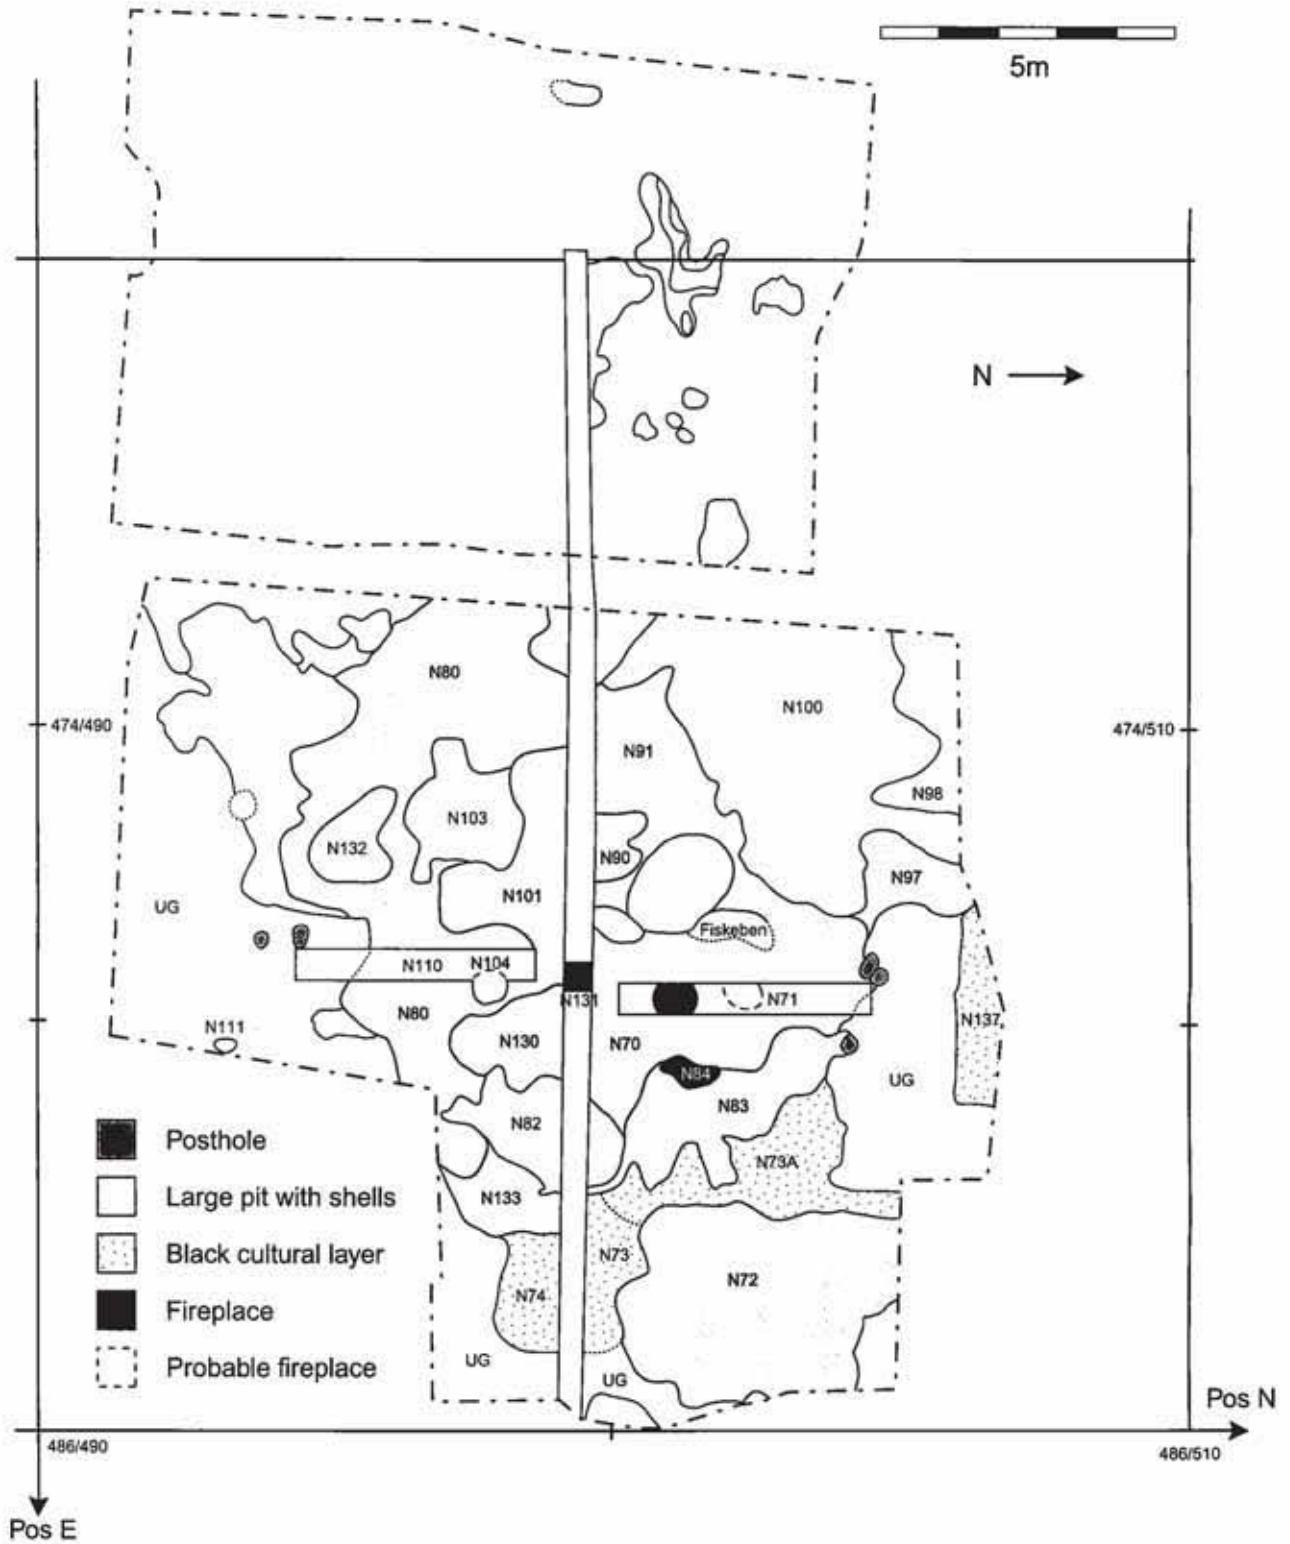 5m
N
N80
N100
474/490
474/510
N91
N98
N103
N132
N90
N97
N101
UG
Fiskeben
N110
N104
N131
N71
N80
N137
N111
N130
N70
N84
UG
N83
N82
Posthole
N73A
Large pit with shells
N133
Black cultural layer
N73
N72
N74
Fireplace
UG
Probable fireplace
UG
Pos N
486/490
486/510
Pos E